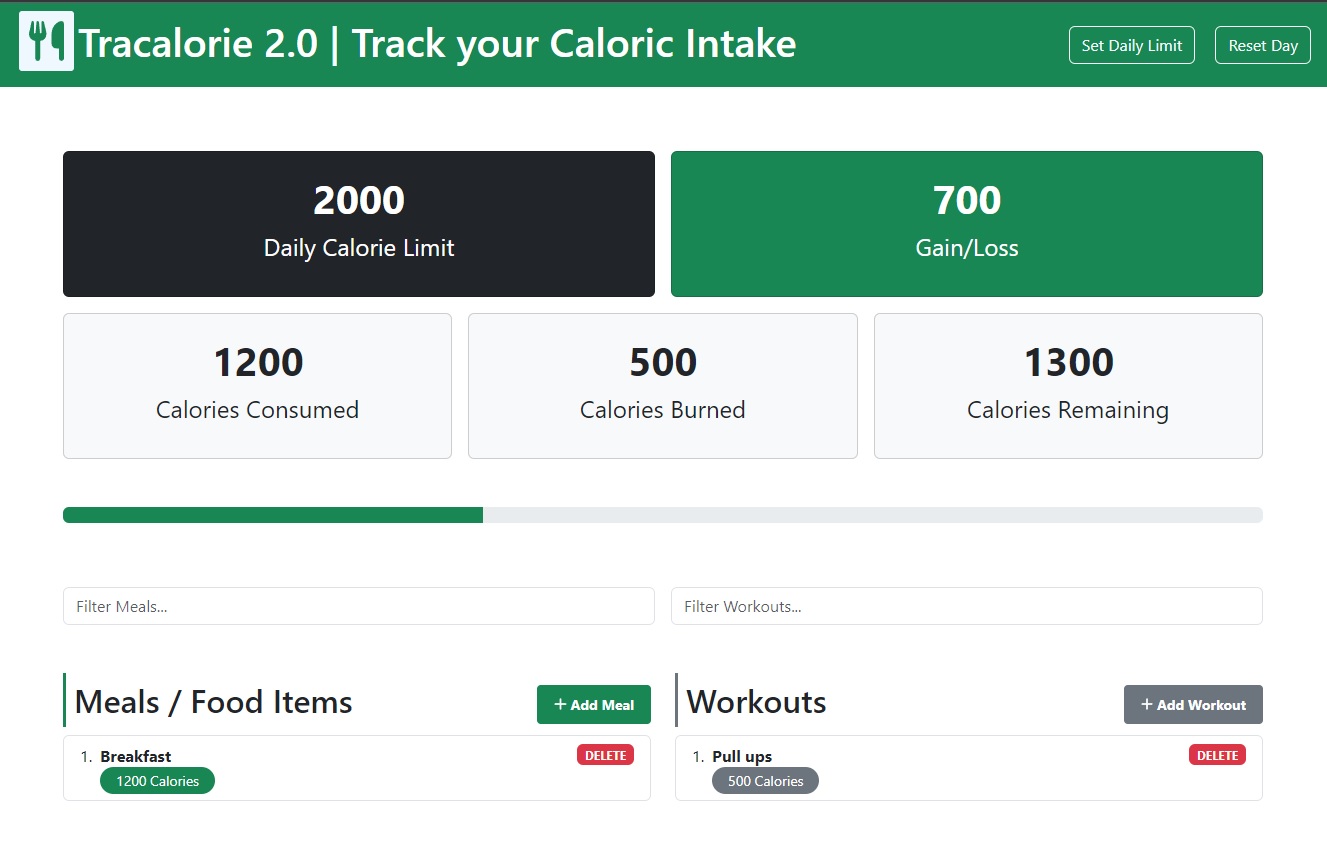 Tracalorie 2.0 | Track your Caloric Intake
Set Daily Limit
Reset Day
2000
Daily Calorie Limit
700
Gain/Loss
1200
Calories Consumed
500
Calories Burned
1300
Calories Remaining
Filter Meals...
Filter Workouts...
Meals / Food Items
+ Add Meal
1. Breakfast
DELETE
1200 Calories
Workouts
+ Add Workout
1. Pull ups
DELETE
500 Calories